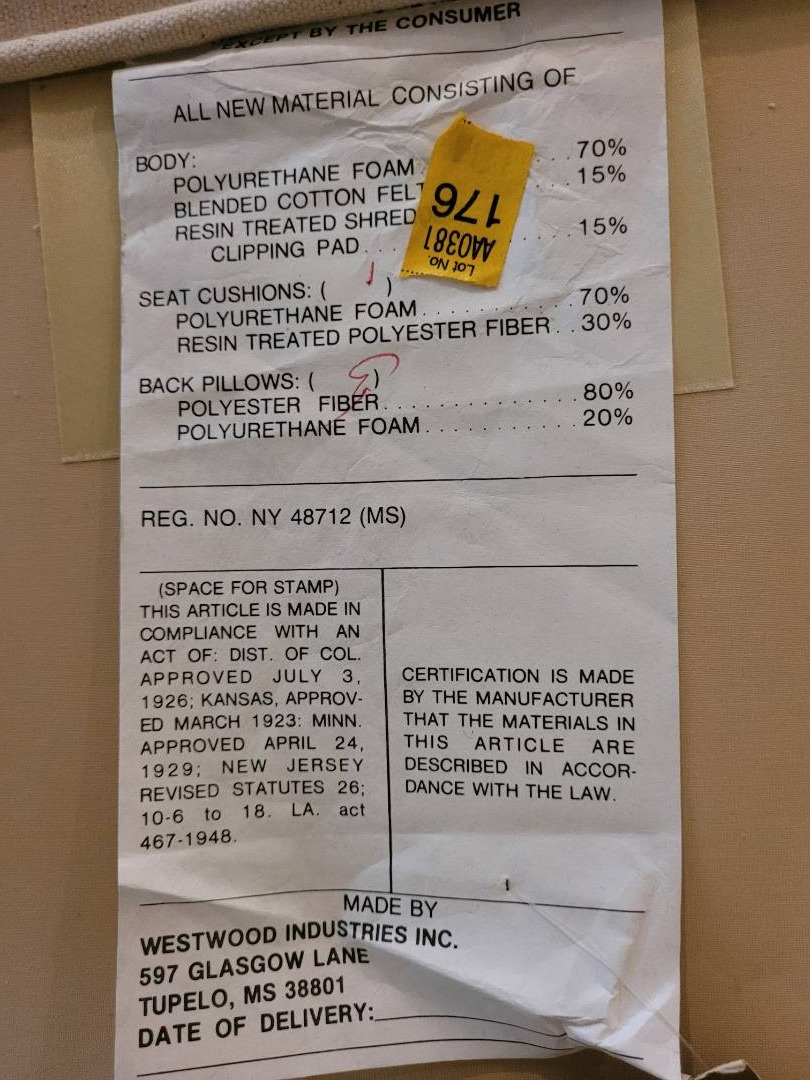 EXCEPT BY THE CONSUMER
ALL NEW MATERIAL CONSISTING OF
BODY:
POLYURETHANE FOAM . . 70%
BLENDED COTTON FELT . . . . . 15%
RESIN TREATED SHRED
CLIPPING PAD . . . . . . . . . . 15%
Lot No.
AA0381
176
SEAT CUSHIONS: ( 1 )
POLYURETHANE FOAM . . . . . . . . . . . . 70%
RESIN TREATED POLYESTER FIBER . . 30%
BACK PILLOWS: ( )
POLYESTER FIBER . . . . . . . . . . . . . . . 80%
POLYURETHANE FOAM . . . . . . . . . . . . 20%
REG. NO. NY 48712 (MS)
(SPACE FOR STAMP)
THIS ARTICLE IS MADE IN
COMPLIANCE WITH AN
ACT OF: DIST. OF COL.
APPROVED JULY 3,
1926; KANSAS, APPROV-
ED MARCH 1923: MINN.
APPROVED APRIL 24,
1929; NEW JERSEY
REVISED STATUTES 26;
10-6 to 18. LA. act
467-1948.
CERTIFICATION IS MADE
BY THE MANUFACTURER
THAT THE MATERIALS IN
THIS ARTICLE ARE
DESCRIBED IN ACCOR-
DANCE WITH THE LAW.
MADE BY
WESTWOOD INDUSTRIES INC.
597 GLASGOW LANE
TUPELO, MS 38801
DATE OF DELIVERY: